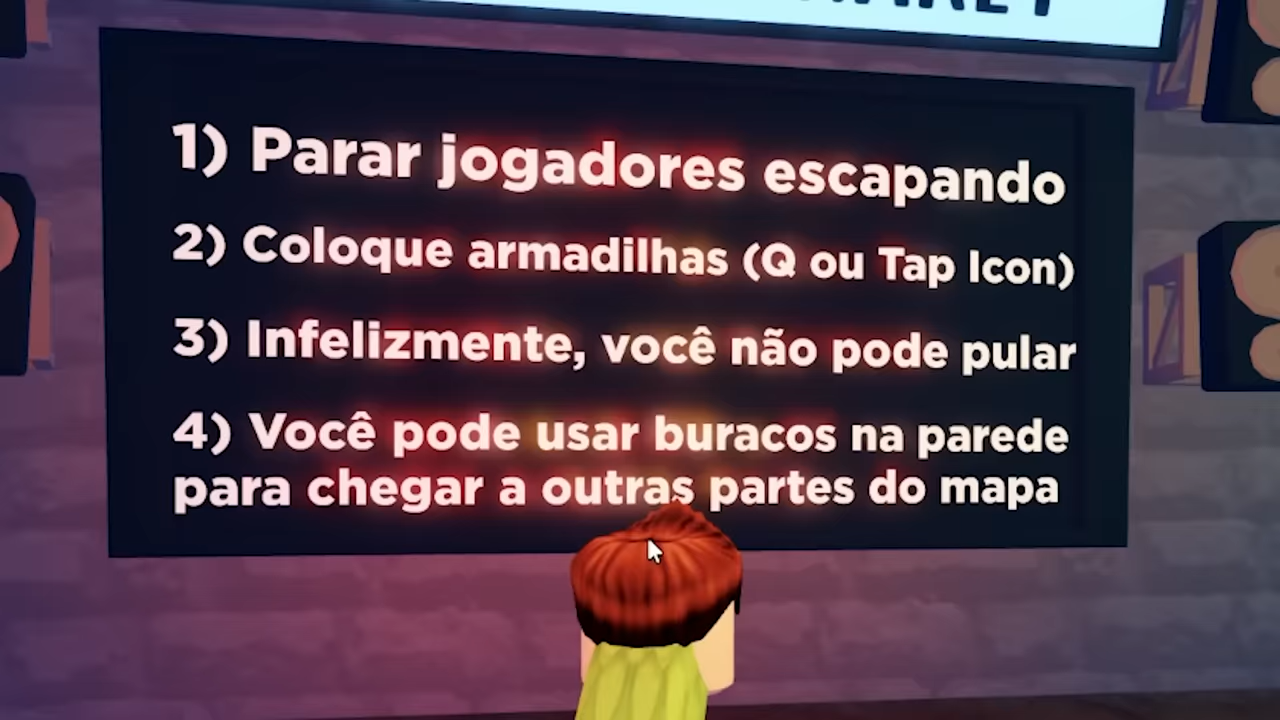 1) Parar jogadores escapando
2) Coloque armadilhas (Q ou Tap Icon)
3) Infelizmente, você não pode pular
4) Você pode usar buracos na parede
para chegar a outras partes do mapa